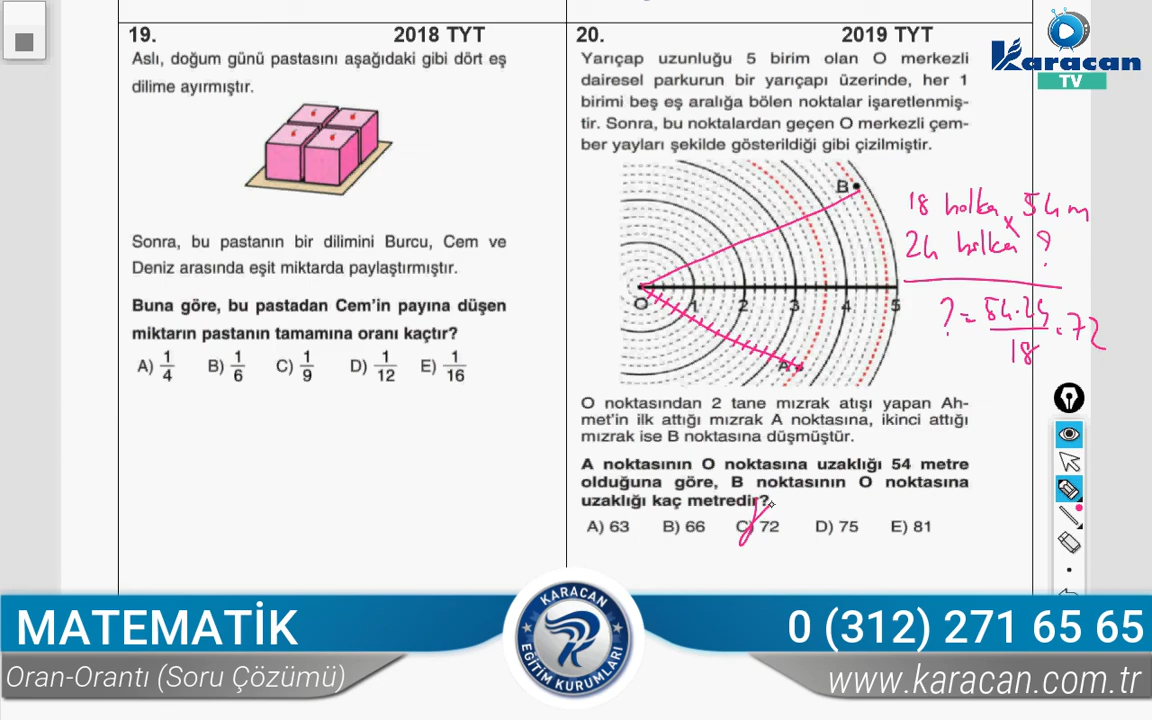 19. 2018 TYT
Aslı, doğum günü pastasını aşağıdaki gibi dört eş
dilime ayırmıştır.
Sonra, bu pastanın bir dilimini Burcu, Cem ve
Deniz arasında eşit miktarda paylaştırmıştır.
Buna göre, bu pastadan Cem'in payına düşen
miktarın pastanın tamamına oranı kaçtır?
A) 1/4 B) 1/6 C) 1/9 D) 1/12 E) 1/16
20. 2019 TYT
Yarıçap uzunluğu 5 birim olan O merkezli
dairesel parkurun bir yarıçapı üzerinde, her 1
birimi beş eş aralığa bölen noktalar işaretlenmiş-
tir. Sonra, bu noktalardan geçen O merkezli çem-
ber yayları şekilde gösterildiği gibi çizilmiştir.
B
O 1 2 3 4 5
A
18 halka 54 m
24 halka ?
? = 54.24/18 = 72
O noktasından 2 tane mızrak atışı yapan Ah-
met'in ilk attığı mızrak A noktasına, ikinci attığı
mızrak ise B noktasına düşmüştür.
A noktasının O noktasına uzaklığı 54 metre
olduğuna göre, B noktasının O noktasına
uzaklığı kaç metredir?
A) 63 B) 66 C) 72 D) 75 E) 81
Karacan
TV
MATEMATİK
Oran-Orantı (Soru Çözümü)
KARACAN
EĞİTİM KURUMLARI
0 (312) 271 65 65
www.karacan.com.tr